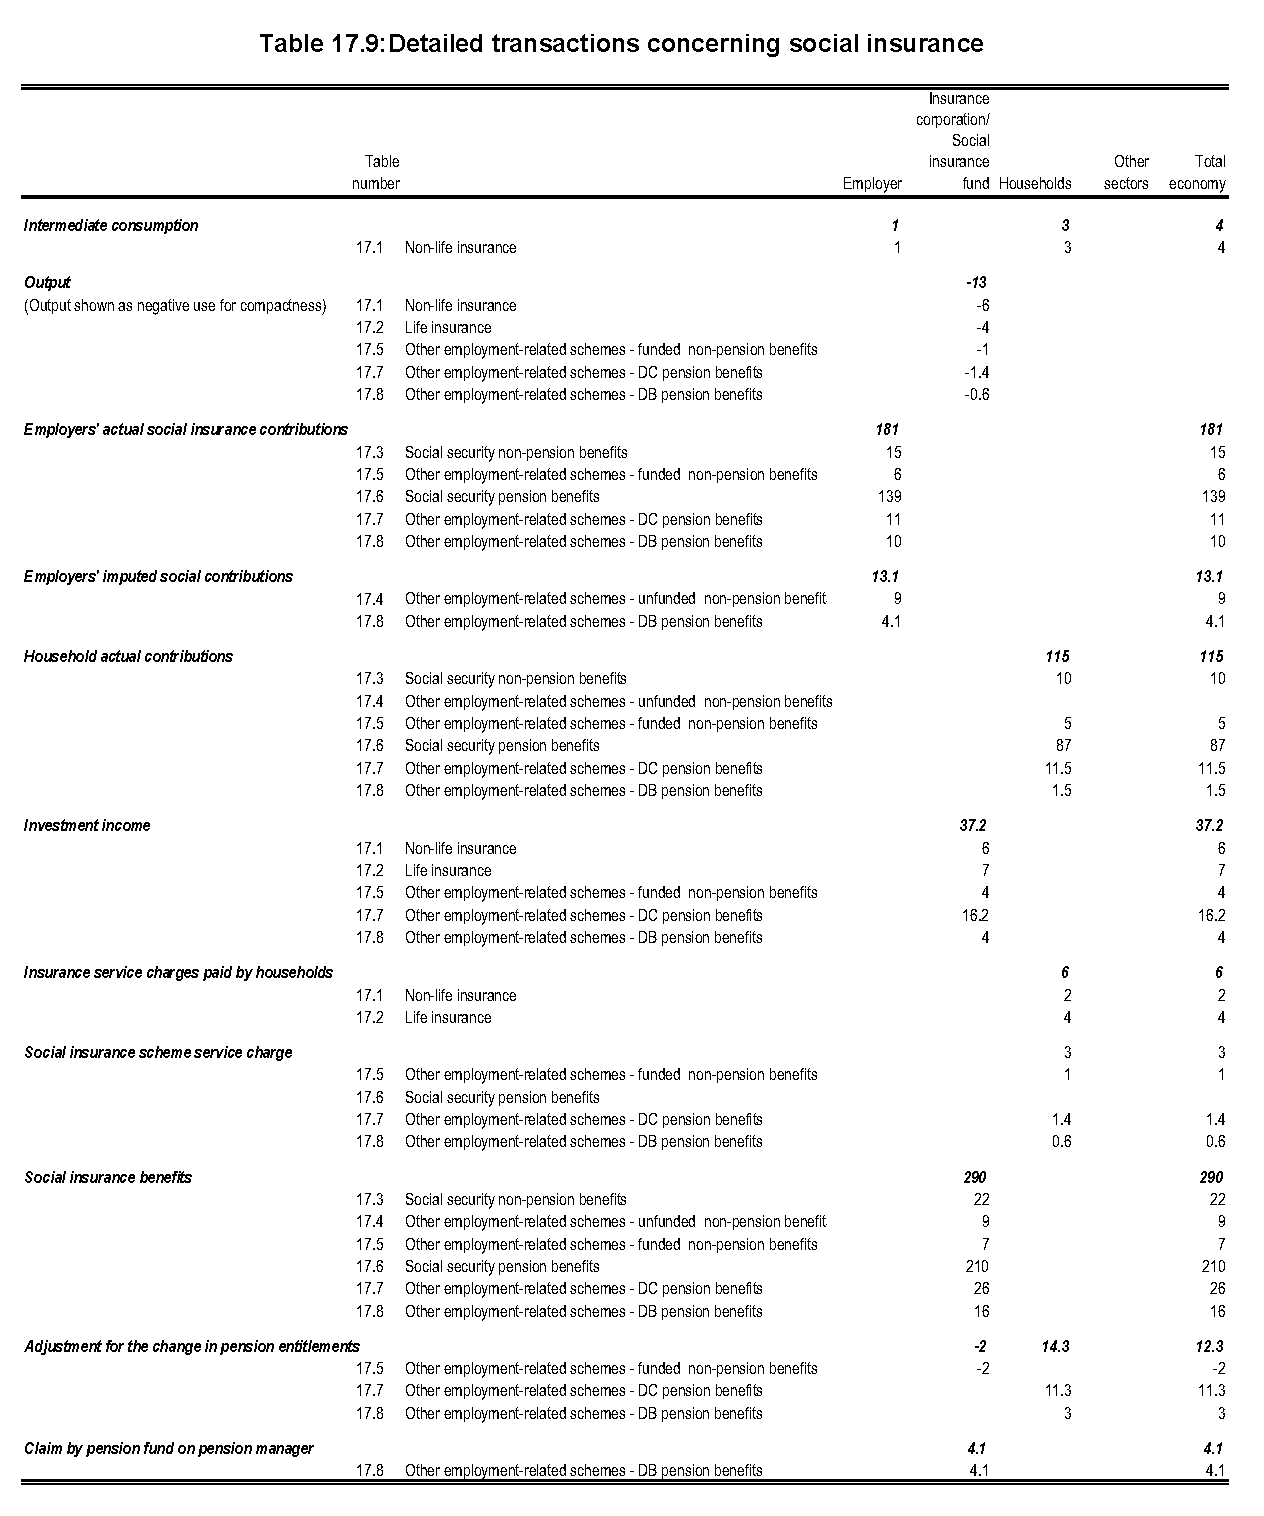 Table 17.9:Detailed transactions concerning social insurance
Insurance
corporation/
Social
Table insurance Other Total
number Employer fund Households sectors economy
Intermediate consumption 1 3 4
17.1 Non-life insurance 1 3 4
Output -13
(Output shown as negative use for compactness) 17.1 Non-life insurance -6
17.2 Life insurance -4
17.5 Other employment-related schemes - funded non-pension benefits -1
17.7 Other employment-related schemes - DC pension benefits -1.4
17.8 Other employment-related schemes - DB pension benefits -0.6
Employers' actual social insurance contributions 181 181
17.3 Social security non-pension benefits 15 15
17.5 Other employment-related schemes - funded non-pension benefits 6 6
17.6 Social security pension benefits 139 139
17.7 Other employment-related schemes - DC pension benefits 11 11
17.8 Other employment-related schemes - DB pension benefits 10 10
Employers' imputed social contributions 13.1 13.1
17.4 Other employment-related schemes - unfunded non-pension benefit 9 9
17.8 Other employment-related schemes - DB pension benefits 4.1 4.1
Household actual contributions 115 115
17.3 Social security non-pension benefits 10 10
17.4 Other employment-related schemes - unfunded non-pension benefits
17.5 Other employment-related schemes - funded non-pension benefits 5 5
17.6 Social security pension benefits 87 87
17.7 Other employment-related schemes - DC pension benefits 11.5 11.5
17.8 Other employment-related schemes - DB pension benefits 1.5 1.5
Investment income 37.2 37.2
17.1 Non-life insurance 6 6
17.2 Life insurance 7 7
17.5 Other employment-related schemes - funded non-pension benefits 4 4
17.7 Other employment-related schemes - DC pension benefits 16.2 16.2
17.8 Other employment-related schemes - DB pension benefits 4 4
Insurance service charges paid by households 6 6
17.1 Non-life insurance 2 2
17.2 Life insurance 4 4
Social insurance scheme service charge 3 3
17.5 Other employment-related schemes - funded non-pension benefits 1 1
17.6 Social security pension benefits
17.7 Other employment-related schemes - DC pension benefits 1.4 1.4
17.8 Other employment-related schemes - DB pension benefits 0.6 0.6
Social insurance benefits 290 290
17.3 Social security non-pension benefits 22 22
17.4 Other employment-related schemes - unfunded non-pension benefit 9 9
17.5 Other employment-related schemes - funded non-pension benefits 7 7
17.6 Social security pension benefits 210 210
17.7 Other employment-related schemes - DC pension benefits 26 26
17.8 Other employment-related schemes - DB pension benefits 16 16
Adjustment for the change in pension entitlements -2 14.3 12.3
17.5 Other employment-related schemes - funded non-pension benefits -2 -2
17.7 Other employment-related schemes - DC pension benefits 11.3 11.3
17.8 Other employment-related schemes - DB pension benefits 3 3
Claim by pension fund on pension manager 4.1 4.1
17.8 Other employment-related schemes - DB pension benefits 4.1 4.1